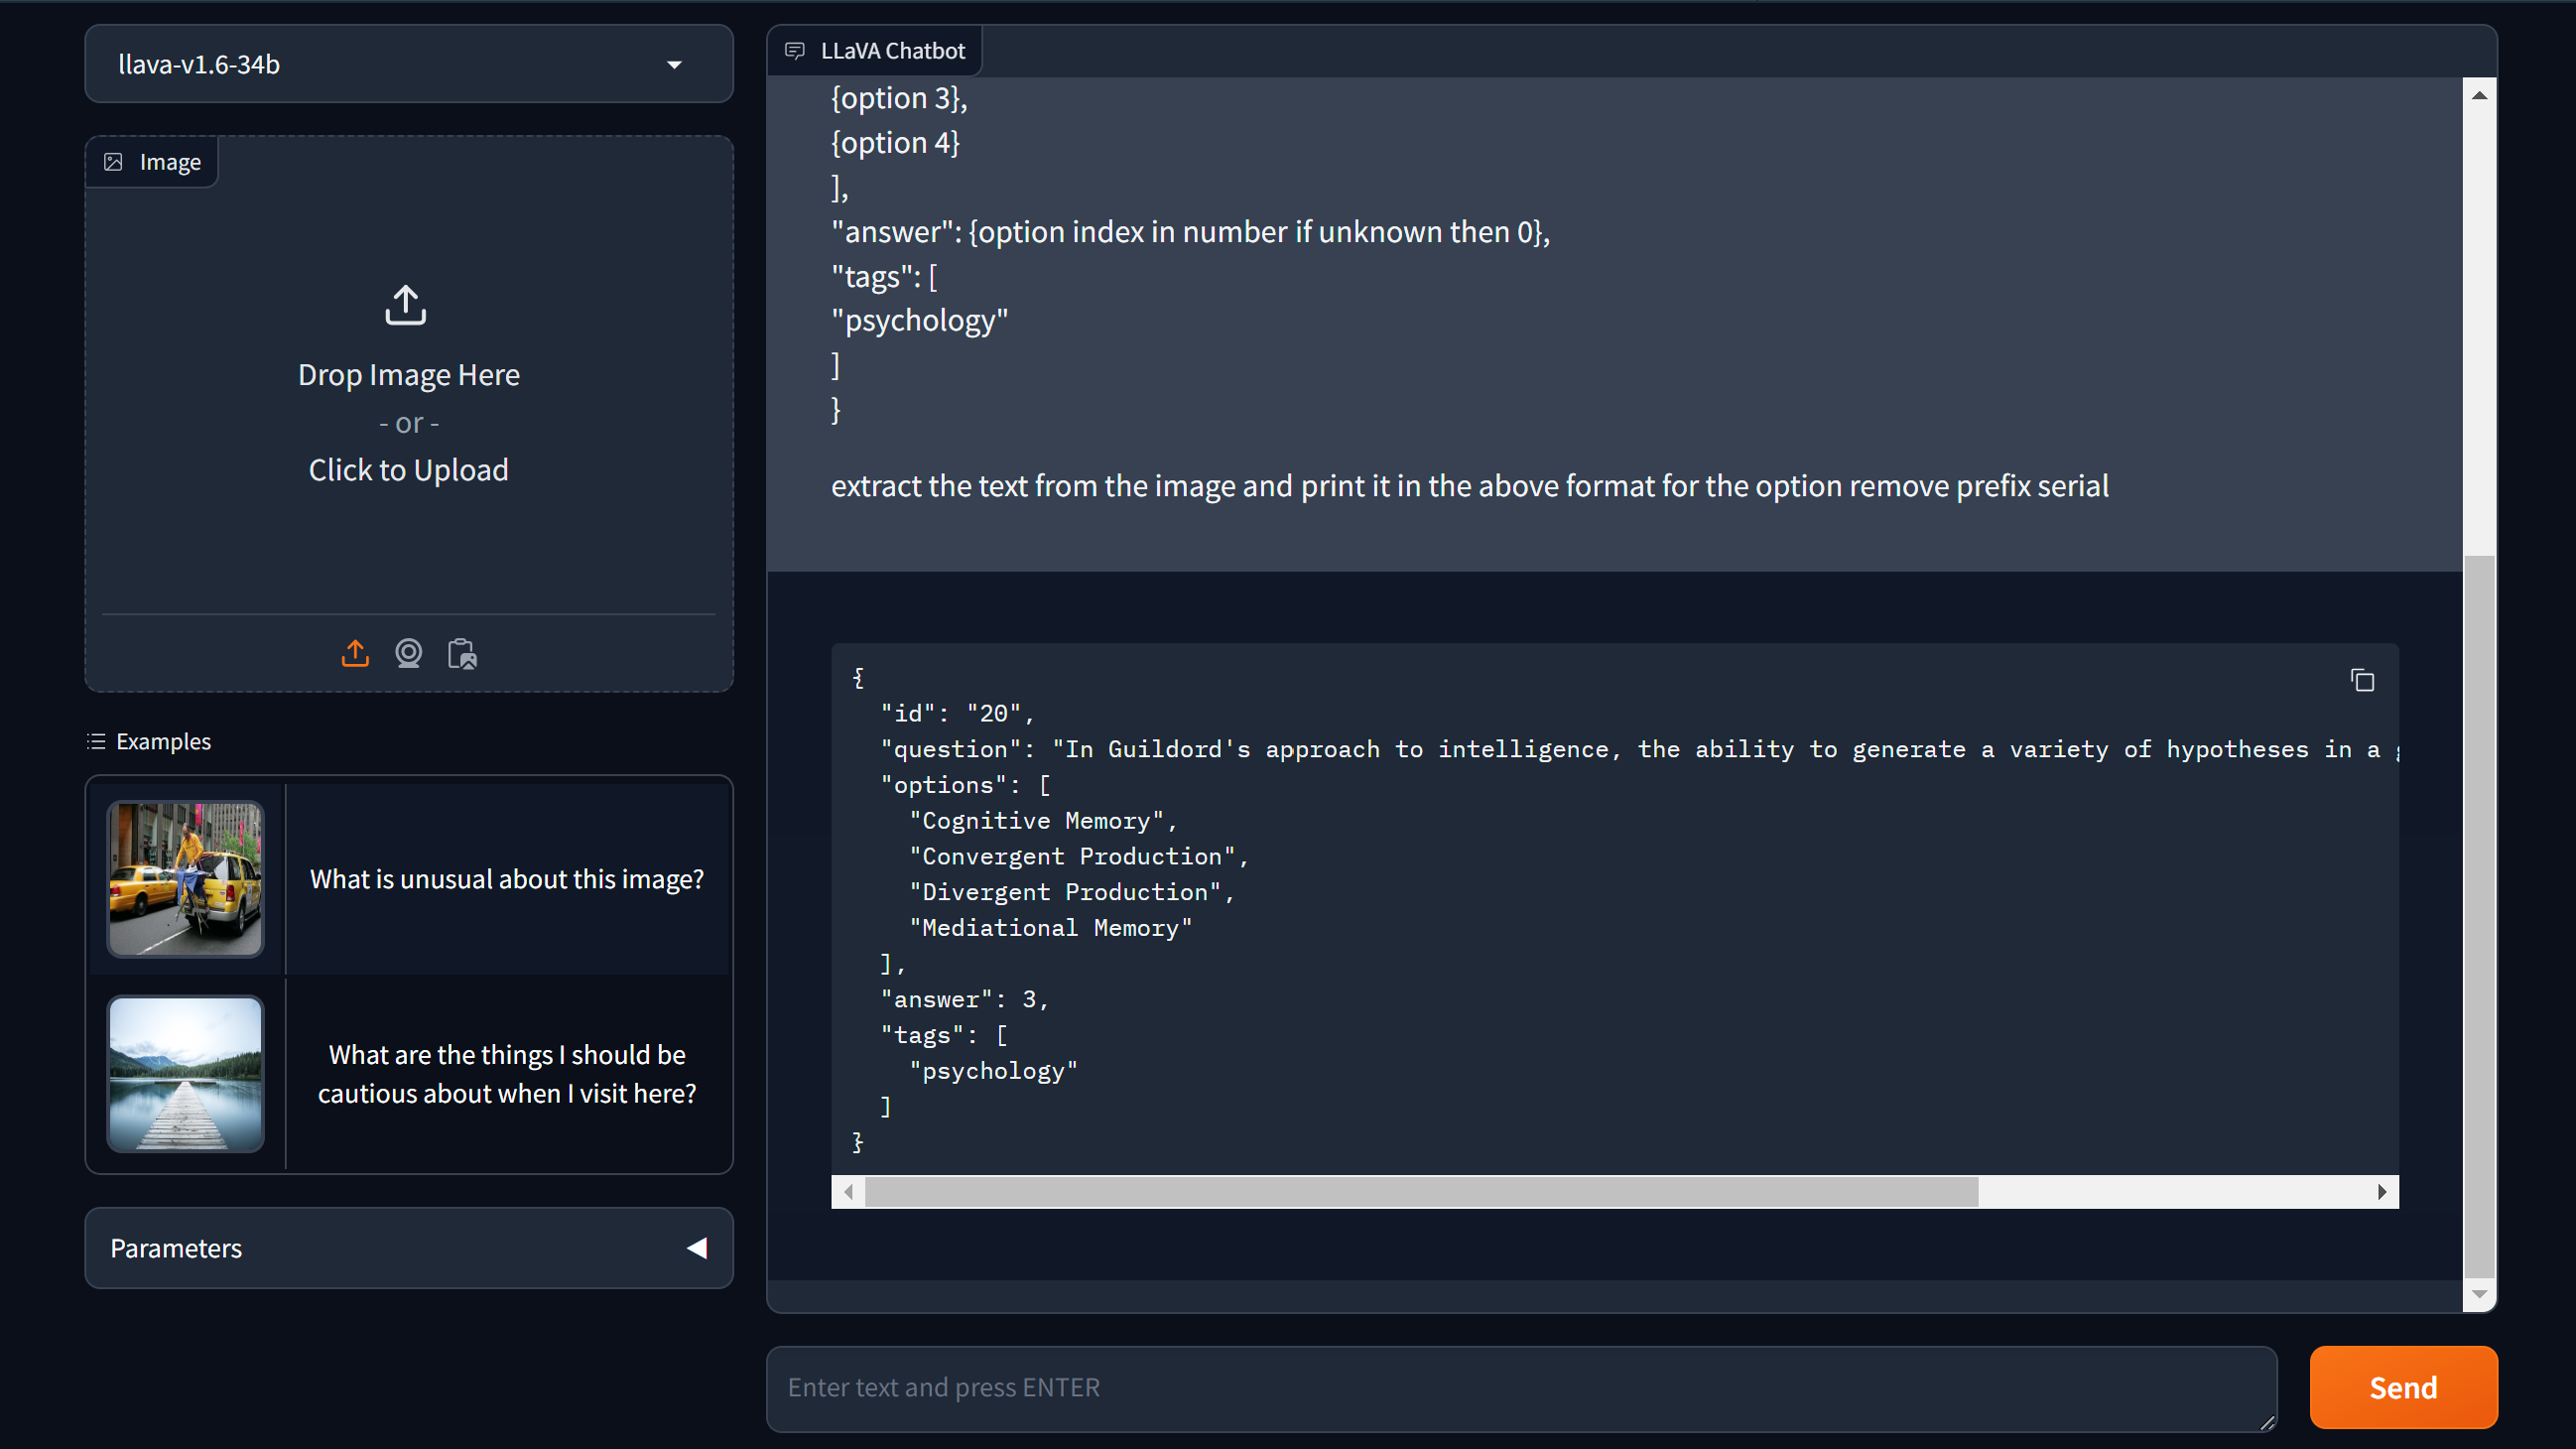 llava-v1.6-34b
Image
Drop Image Here
- or -
Click to Upload
Examples
What is unusual about this image?
What are the things I should be
cautious about when I visit here?
Parameters
LLaVA Chatbot
{option 3},
{option 4}
],
"answer": {option index in number if unknown then 0},
"tags": [
"psychology"
]
}
extract the text from the image and print it in the above format for the option remove prefix serial
{
"id": "20",
"question": "In Guildord's approach to intelligence, the ability to generate a variety of hypotheses in a
"options": [
"Cognitive Memory",
"Convergent Production",
"Divergent Production",
"Mediational Memory"
],
"answer": 3,
"tags": [
"psychology"
]
}
Enter text and press ENTER
Send